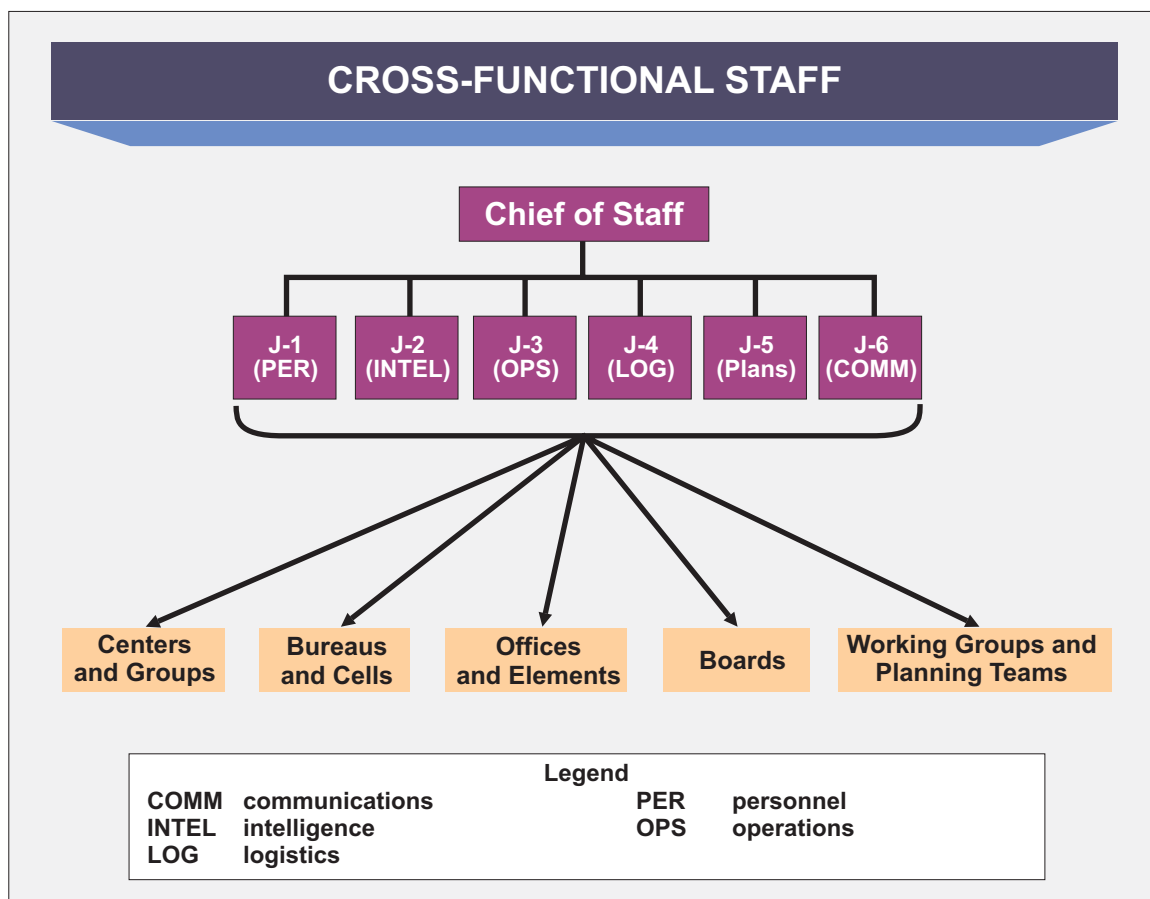 CROSS-FUNCTIONAL STAFF
Chief of Staff
J-1
(PER)
J-2
(INTEL)
J-3
(OPS)
J-4
(LOG)
J-5
(Plans)
J-6
(COMM)
Centers
and Groups
Bureaus
and Cells
Offices
and Elements
Boards
Working Groups and
Planning Teams
Legend
COMM communications
INTEL intelligence
LOG logistics
PER personnel
OPS operations